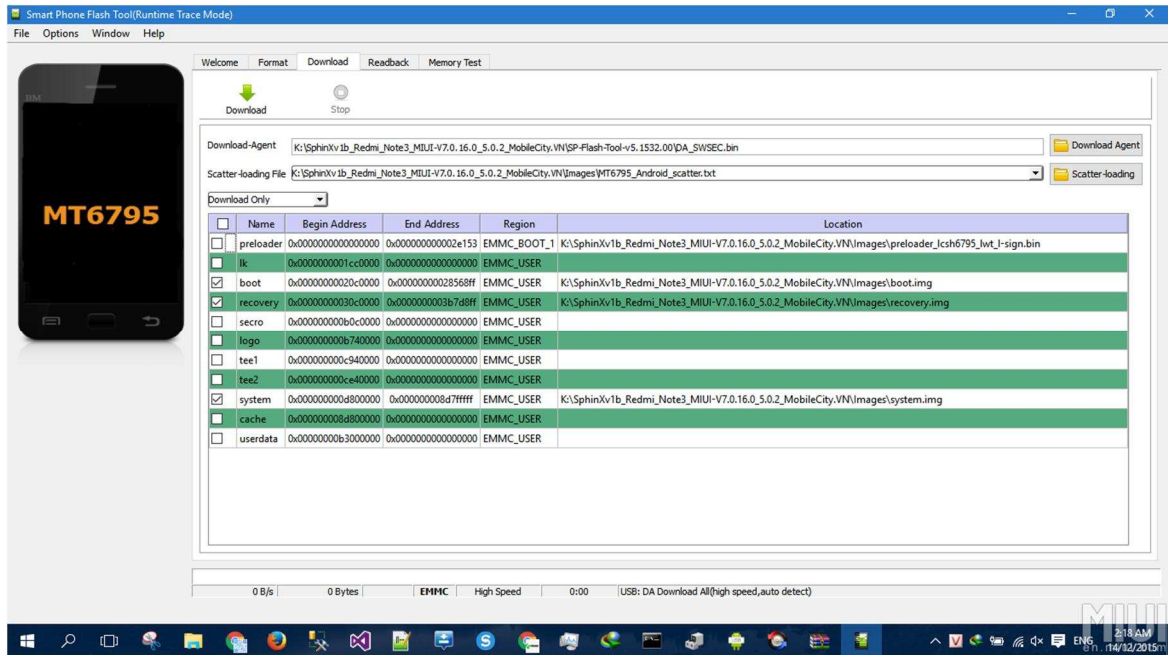 Smart Phone Flash Tool(Runtime Trace Mode)
File Options Window Help
Welcome Format Download Readback Memory Test
BM
Download Stop
Download-Agent K:\SphinXv1b_Redmi_Note3_MIUI-V7.0.16.0_5.0.2_MobileCity.VN\SP-Flash-Tool-v5.1532.00\DA_SWSEC.bin Download Agent
Scatter-loading File K:\SphinXv1b_Redmi_Note3_MIUI-V7.0.16.0_5.0.2_MobileCity.VN\Images\MT6795_Android_scatter.txt Scatter-loading
Download Only
MT6795
Name Begin Address End Address Region Location
preloader 0x0000000000000000 0x000000000002e153 EMMC_BOOT_1 K:\SphinXv1b_Redmi_Note3_MIUI-V7.0.16.0_5.0.2_MobileCity.VN\Images\preloader_lcsh6795_lwt_l-sign.bin
lk 0x0000000001cc0000 0x0000000000000000 EMMC_USER
boot 0x00000000020c0000 0x00000000028568ff EMMC_USER K:\SphinXv1b_Redmi_Note3_MIUI-V7.0.16.0_5.0.2_MobileCity.VN\Images\boot.img
recovery 0x00000000030c0000 0x0000000003b7d8ff EMMC_USER K:\SphinXv1b_Redmi_Note3_MIUI-V7.0.16.0_5.0.2_MobileCity.VN\Images\recovery.img
secro 0x000000000b0c0000 0x0000000000000000 EMMC_USER
logo 0x000000000b740000 0x0000000000000000 EMMC_USER
tee1 0x000000000c940000 0x0000000000000000 EMMC_USER
tee2 0x000000000ce40000 0x0000000000000000 EMMC_USER
system 0x000000000d800000 0x000000008d7fffff EMMC_USER K:\SphinXv1b_Redmi_Note3_MIUI-V7.0.16.0_5.0.2_MobileCity.VN\Images\system.img
cache 0x000000008d800000 0x0000000000000000 EMMC_USER
userdata 0x00000000b3000000 0x0000000000000000 EMMC_USER
0 B/s 0 Bytes EMMC High Speed 0:00 USB: DA Download All(high speed,auto detect)
MIUI
ENG 2:18 AM
14/12/2015